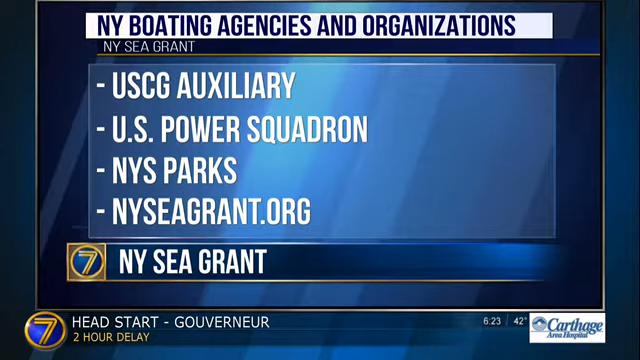 NY BOATING AGENCIES AND ORGANIZATIONS
NY SEA GRANT
- USCG AUXILIARY
- U.S. POWER SQUADRON
- NYS PARKS
- NYSEAGRANT.ORG
7 NY SEA GRANT
7 HEAD START - GOUVERNEUR
2 HOUR DELAY
6:23 42°
Carthage
Area Hospital